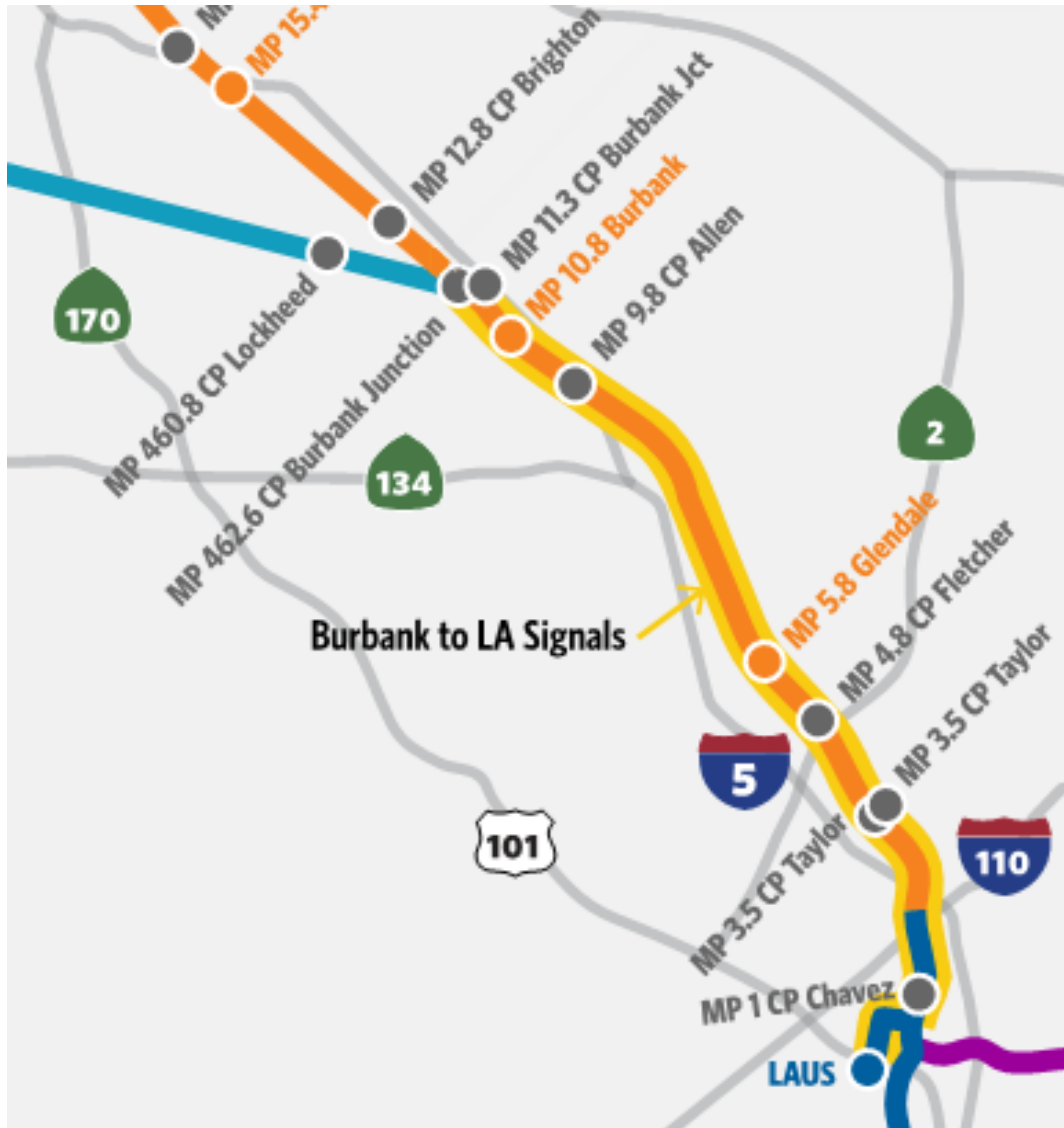 MP 15.4
MP 12.8 CP Brighton
MP 11.3 CP Burbank Jct
MP 10.8 Burbank
MP 9.8 CP Allen
170
MP 460.8 CP Lockheed
MP 462.6 CP Burbank Junction
134
2
Burbank to LA Signals
MP 5.8 Glendale
MP 4.8 CP Fletcher
MP 3.5 CP Taylor
5
101
110
MP 3.5 CP Taylor
MP 1 CP Chavez
LAUS